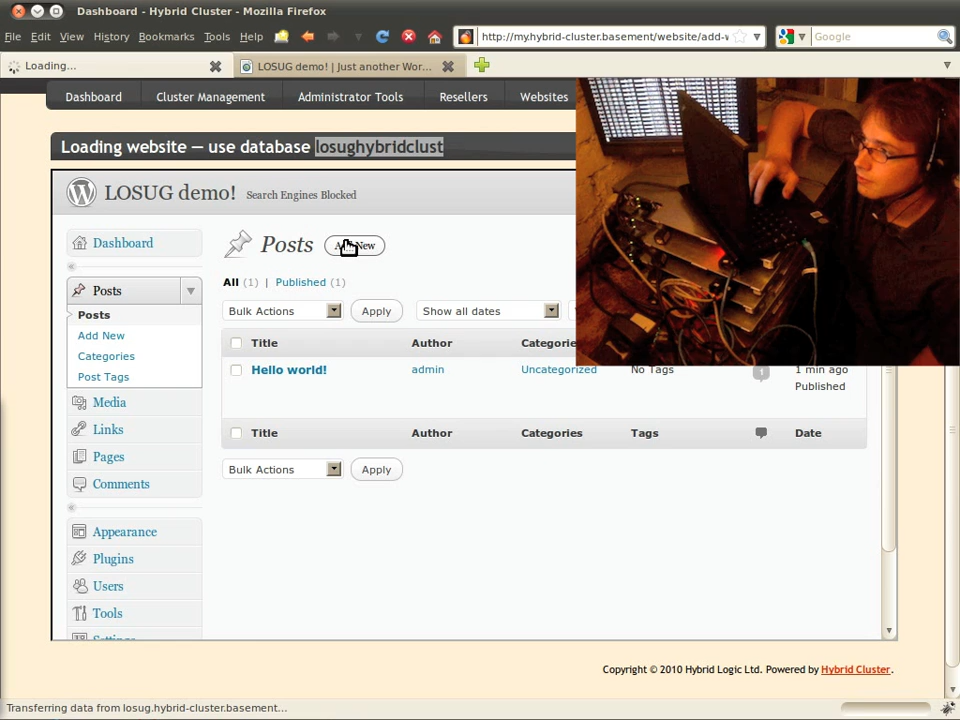 Dashboard - Hybrid Cluster - Mozilla Firefox
File Edit View History Bookmarks Tools Help
http://my.hybrid-cluster.basement/website/add-w
Google
Loading...
LOSUG demo! | Just another Wor...
Dashboard Cluster Management Administrator Tools Resellers Websites
Loading website — use database losughybridclust
LOSUG demo! Search Engines Blocked
Dashboard
Posts
Posts
Add New
Categories
Post Tags
Media
Links
Pages
Comments
Appearance
Plugins
Users
Tools
Settings
Posts Add New
All (1) | Published (1)
Bulk Actions Apply Show all dates
Title Author Categorie
Hello world! admin Uncategorized No Tags 1 1 min ago
Published
Title Author Categories Tags Date
Bulk Actions Apply
Copyright © 2010 Hybrid Logic Ltd. Powered by Hybrid Cluster.
Transferring data from losug.hybrid-cluster.basement...